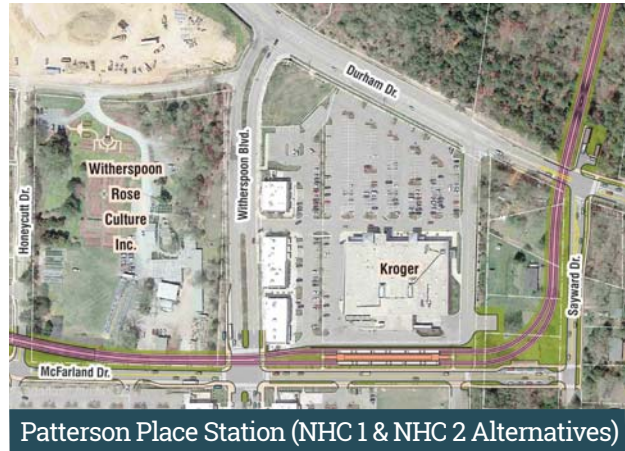 Durham Dr.
Witherspoon Blvd.
Honeycutt Dr.
Witherspoon
Rose
Culture
Inc.
Kroger
Sayward Dr.
McFarland Dr.
Patterson Place Station (NHC 1 & NHC 2 Alternatives)